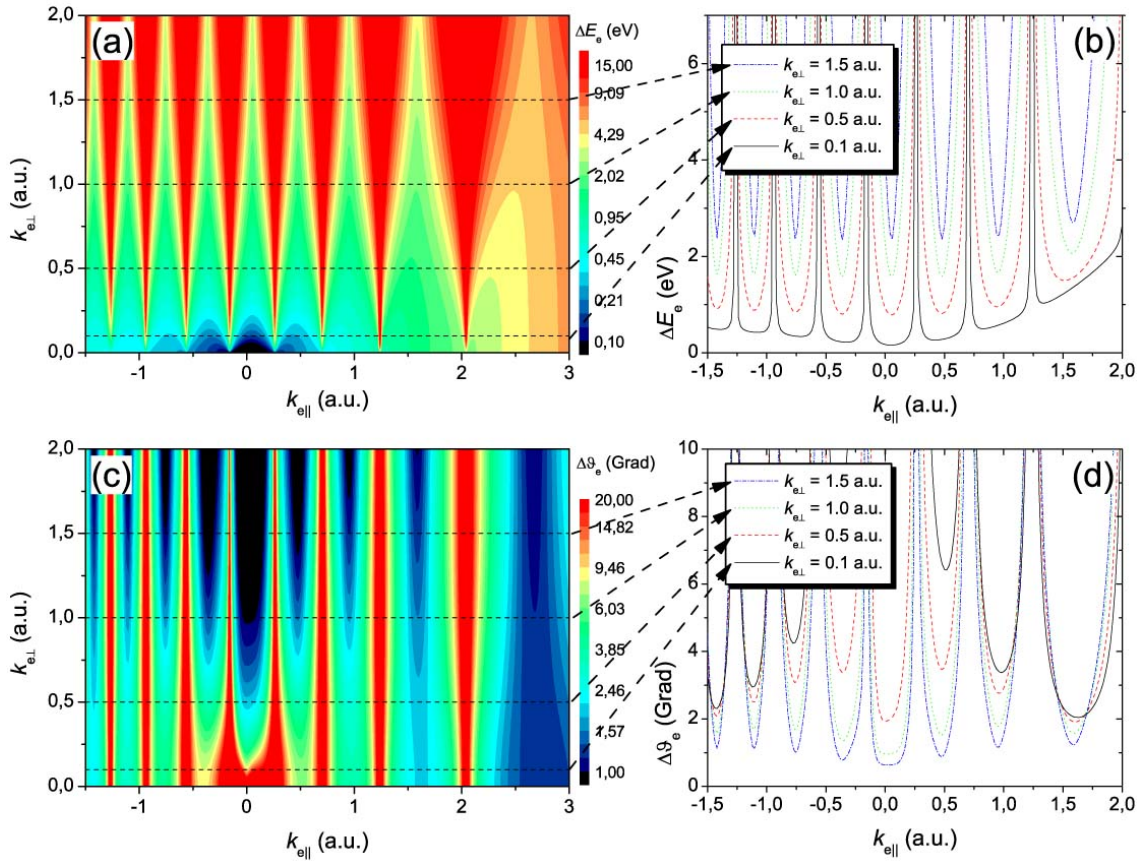 (a)
ΔEe (eV)
15,00
9,09
4,29
2,02
0,95
0,45
0,21
0,10
2,0
1,5
1,0
0,5
0,0
ke⊥ (a.u.)
-1 0 1 2 3
ke|| (a.u.)
(b)
ke⊥ = 1.5 a.u.
ke⊥ = 1.0 a.u.
ke⊥ = 0.5 a.u.
ke⊥ = 0.1 a.u.
6
4
2
0
ΔEe (eV)
-1,5 -1,0 -0,5 0,0 0,5 1,0 1,5 2,0
ke|| (a.u.)
(c)
Δϑe (Grad)
20,00
14,82
9,46
6,03
3,85
2,46
1,57
1,00
2,0
1,5
1,0
0,5
0,0
ke⊥ (a.u.)
-1 0 1 2 3
ke|| (a.u.)
(d)
ke⊥ = 1.5 a.u.
ke⊥ = 1.0 a.u.
ke⊥ = 0.5 a.u.
ke⊥ = 0.1 a.u.
10
8
6
4
2
0
Δϑe (Grad)
-1,5 -1,0 -0,5 0,0 0,5 1,0 1,5 2,0
ke|| (a.u.)